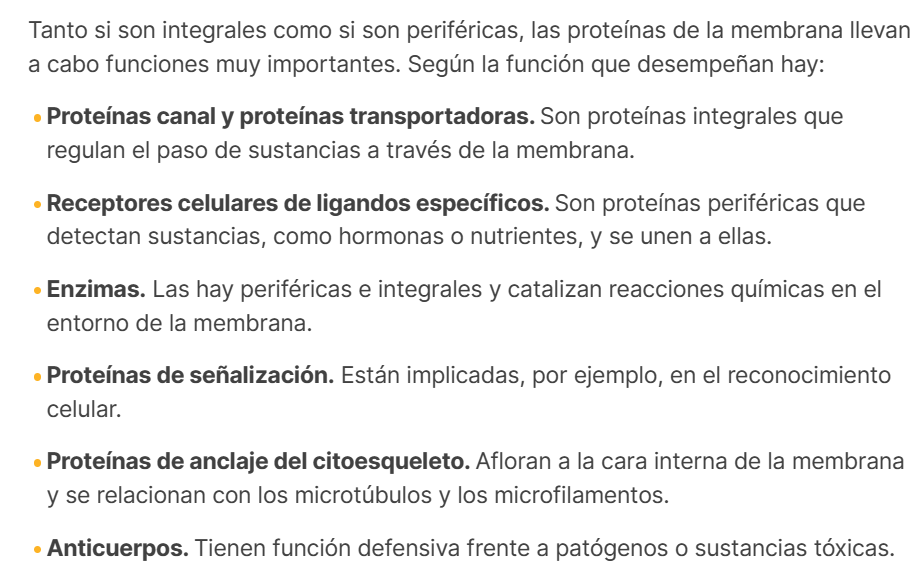 Tanto si son integrales como si son periféricas, las proteínas de la membrana llevan
a cabo funciones muy importantes. Según la función que desempeñan hay:
• Proteínas canal y proteínas transportadoras. Son proteínas integrales que
regulan el paso de sustancias a través de la membrana.
• Receptores celulares de ligandos específicos. Son proteínas periféricas que
detectan sustancias, como hormonas o nutrientes, y se unen a ellas.
• Enzimas. Las hay periféricas e integrales y catalizan reacciones químicas en el
entorno de la membrana.
• Proteínas de señalización. Están implicadas, por ejemplo, en el reconocimiento
celular.
• Proteínas de anclaje del citoesqueleto. Afloran a la cara interna de la membrana
y se relacionan con los microtúbulos y los microfilamentos.
• Anticuerpos. Tienen función defensiva frente a patógenos o sustancias tóxicas.